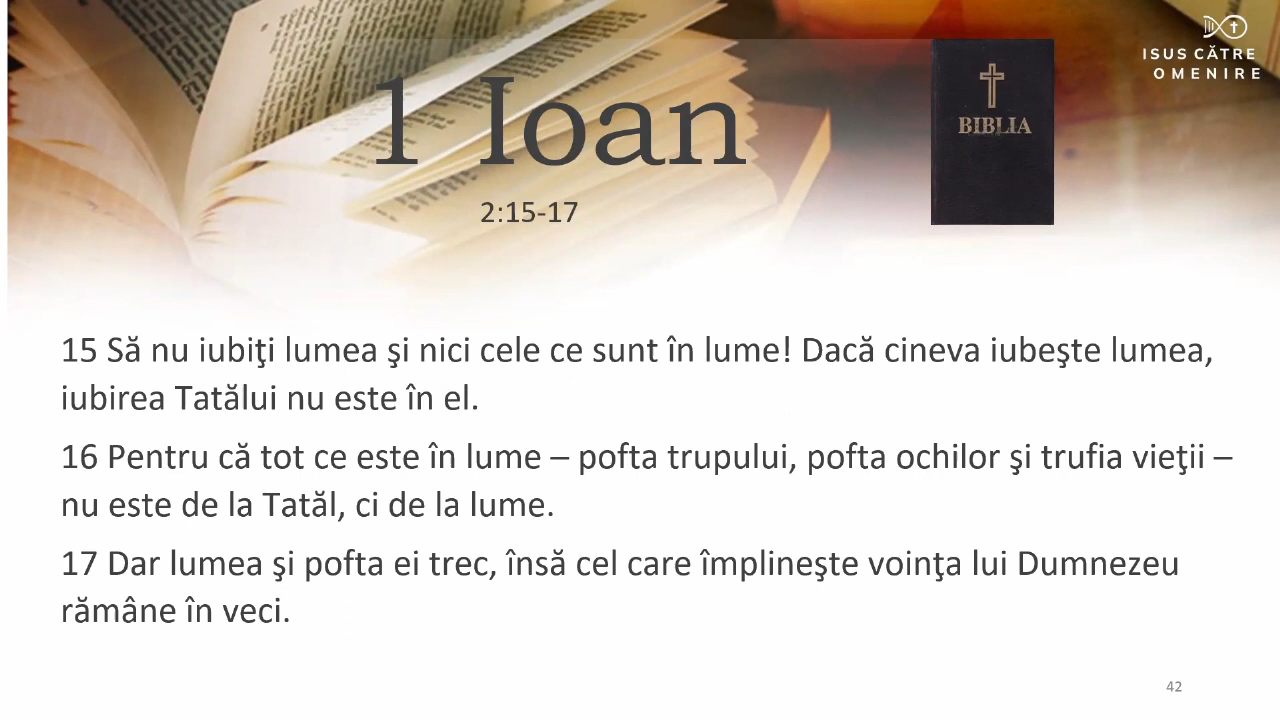 ISUS CĂTRE
OMENIRE
1 Ioan
BIBLIA
2:15-17
15 Să nu iubiţi lumea şi nici cele ce sunt în lume! Dacă cineva iubeşte lumea,
iubirea Tatălui nu este în el.
16 Pentru că tot ce este în lume – pofta trupului, pofta ochilor şi trufia vieţii –
nu este de la Tatăl, ci de la lume.
17 Dar lumea şi pofta ei trec, însă cel care împlineşte voinţa lui Dumnezeu
rămâne în veci.
42